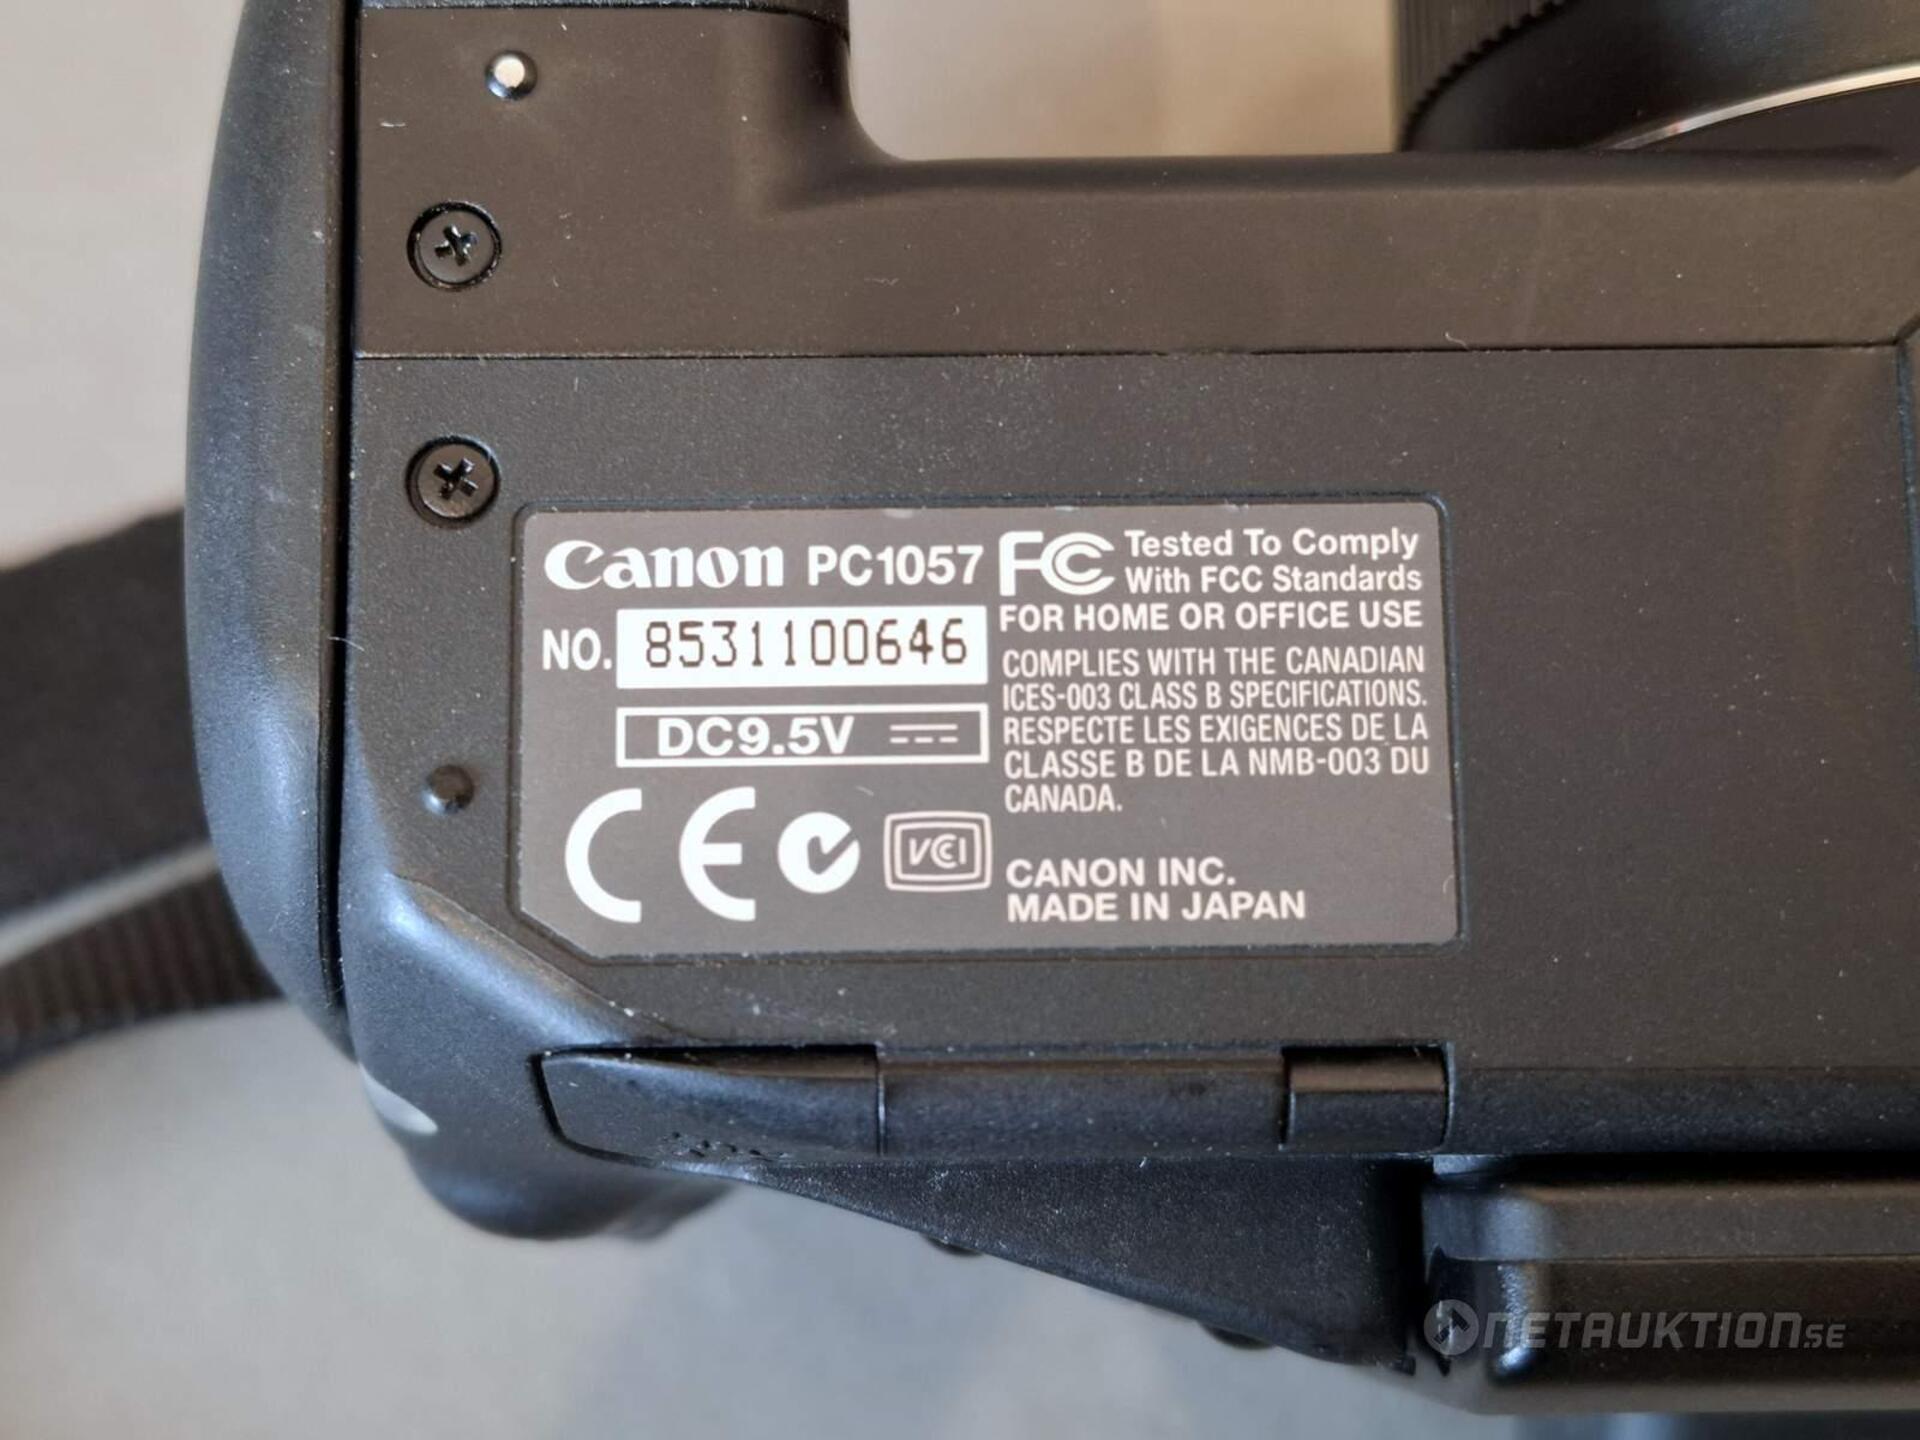 Canon PC1057
NO. 8531100646
DC9.5V
CE
VCCI
FC Tested To Comply
With FCC Standards
FOR HOME OR OFFICE USE
COMPLIES WITH THE CANADIAN
ICES-003 CLASS B SPECIFICATIONS.
RESPECTE LES EXIGENCES DE LA
CLASSE B DE LA NMB-003 DU
CANADA.
CANON INC.
MADE IN JAPAN
NETAUKTION.SE